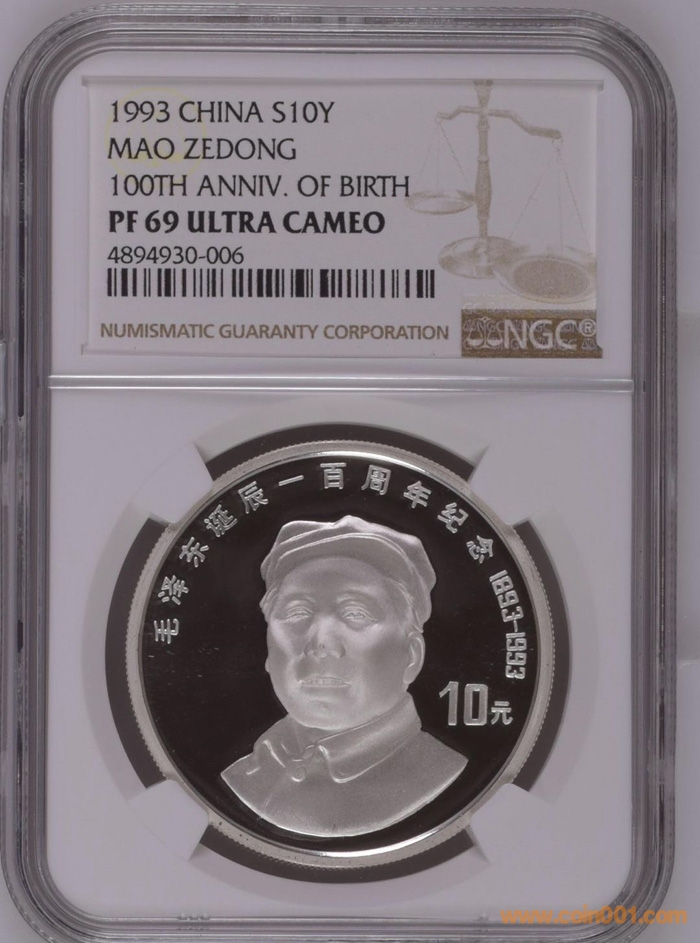 1993 CHINA S10Y
MAO ZEDONG
100TH ANNIV. OF BIRTH
PF 69 ULTRA CAMEO
4894930-006
NUMISMATIC GUARANTY CORPORATION
NGC®
毛泽东诞辰一百周年纪念 1893-1993
10元
www.coin001.com